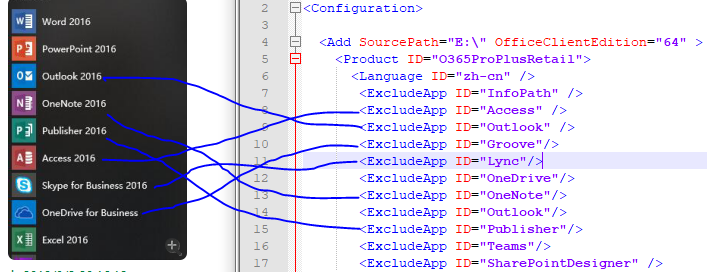 Word 2016
PowerPoint 2016
Outlook 2016
OneNote 2016
Publisher 2016
Access 2016
Skype for Business 2016
OneDrive for Business
Excel 2016
2 <Configuration>
3
4 <Add SourcePath="E:\" OfficeClientEdition="64" >
5 <Product ID="O365ProPlusRetail">
6 <Language ID="zh-cn" />
7 <ExcludeApp ID="InfoPath" />
8 <ExcludeApp ID="Access" />
9 <ExcludeApp ID="Outlook" />
10 <ExcludeApp ID="Groove"/>
11 <ExcludeApp ID="Lync"/>
12 <ExcludeApp ID="OneDrive"/>
13 <ExcludeApp ID="OneNote"/>
14 <ExcludeApp ID="Outlook"/>
15 <ExcludeApp ID="Publisher"/>
16 <ExcludeApp ID="Teams"/>
17 <ExcludeApp ID="SharePointDesigner" />